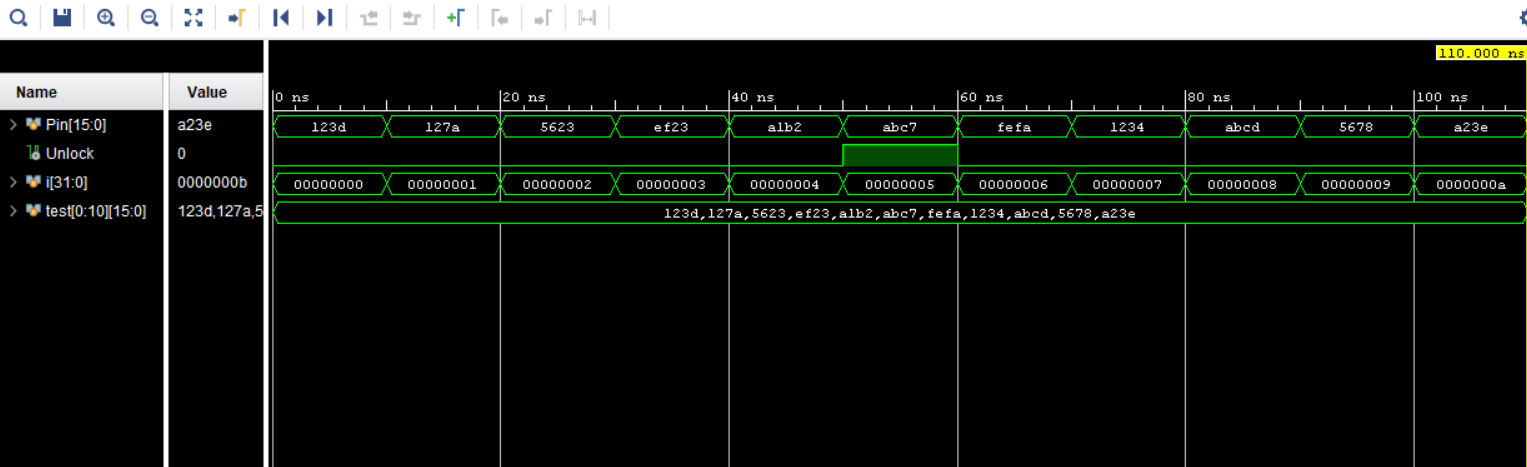 110.000 ns
Name Value 0 ns 20 ns 40 ns 60 ns 80 ns 100 ns
Pin[15:0] a23e 123d 127a 5623 ef23 a1b2 abc7 fefa 1234 abcd 5678 a23e
Unlock 0
i[31:0] 0000000b 00000000 00000001 00000002 00000003 00000004 00000005 00000006 00000007 00000008 00000009 0000000a
test[0:10][15:0] 123d,127a,5 123d,127a,5623,ef23,a1b2,abc7,fefa,1234,abcd,5678,a23e